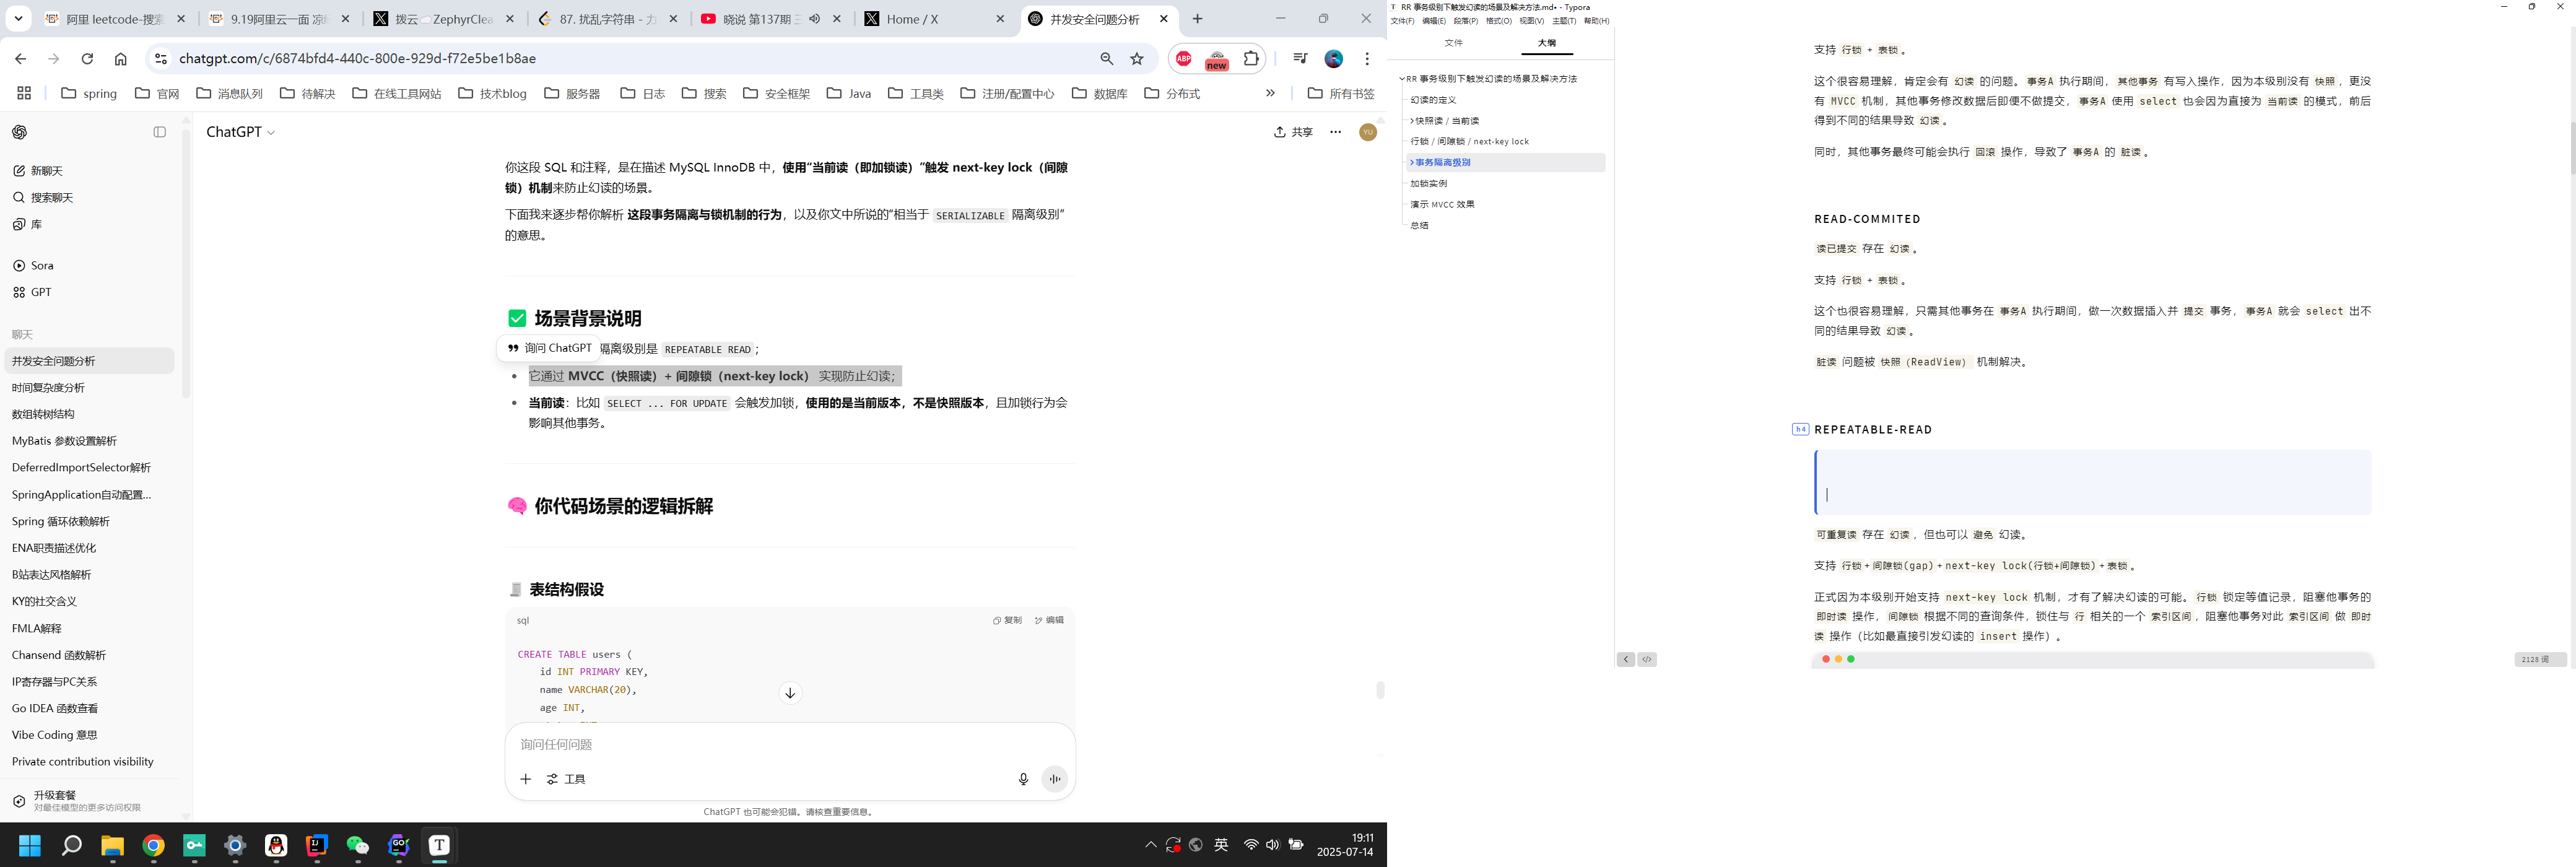 阿里 leetcode-搜索
9.19阿里云一面 凉
拨云☁️ZephyrClea
87. 扰乱字符串 - 力
晓说 第137期 三
Home / X
并发安全问题分析
chatgpt.com/c/6874bfd4-440c-800e-929d-f72e5be1b8ae
ABP
new
spring
官网
消息队列
待解决
在线工具网站
技术blog
服务器
日志
搜索
安全框架
Java
工具类
注册/配置中心
数据库
分布式
所有书签
新聊天
搜索聊天
库
Sora
GPT
聊天
并发安全问题分析
时间复杂度分析
数组转树结构
MyBatis 参数设置解析
DeferredImportSelector解析
SpringApplication自动配置...
Spring 循环依赖解析
ENA职责描述优化
B站表达风格解析
KY的社交含义
FMLA解释
Chansend 函数解析
IP寄存器与PC关系
Go IDEA 函数查看
Vibe Coding 意思
Private contribution visibility
升级套餐
对最佳模型的更多访问权限
ChatGPT
共享
YU
你这段 SQL 和注释，是在描述 MySQL InnoDB 中，使用“当前读（即加锁读）”触发 next-key lock（间隙
锁）机制来防止幻读的场景。
下面我来逐步帮你解析 这段事务隔离与锁机制的行为，以及你文中所说的“相当于 SERIALIZABLE 隔离级别”
的意思。
✅ 场景背景说明
询问 ChatGPT
隔离级别是 REPEATABLE READ；
它通过 MVCC（快照读）+ 间隙锁（next-key lock） 实现防止幻读；
当前读：比如 SELECT ... FOR UPDATE 会触发加锁，使用的是当前版本，不是快照版本，且加锁行为会
影响其他事务。
🧠 你代码场景的逻辑拆解
表结构假设
sql
复制
编辑
CREATE TABLE users (
id INT PRIMARY KEY,
name VARCHAR(20),
age INT,
询问任何问题
工具
ChatGPT 也可能会犯错。请核查重要信息。
英
19:11
2025-07-14
T RR 事务级别下触发幻读的场景及解决方法.md• - Typora
文件(F) 编辑(E) 段落(P) 格式(O) 视图(V) 主题(T) 帮助(H)
文件
大纲
RR 事务级别下触发幻读的场景及解决方法
幻读的定义
快照读 / 当前读
行锁 / 间隙锁 / next-key lock
事务隔离级别
加锁实例
演示 MVCC 效果
总结
支持 行锁 + 表锁。
这个很容易理解，肯定会有 幻读 的问题。事务A 执行期间，其他事务 有写入操作，因为本级别没有 快照，更没
有 MVCC 机制，其他事务修改数据后即便不做提交，事务A 使用 select 也会因为直接为 当前读 的模式，前后
得到不同的结果导致 幻读。
同时，其他事务最终可能会执行 回滚 操作，导致了 事务A 的 脏读。
READ-COMMITED
读已提交 存在 幻读。
支持 行锁 + 表锁。
这个也很容易理解，只需其他事务在 事务A 执行期间，做一次数据插入并 提交 事务，事务A 就会 select 出不
同的结果导致 幻读。
脏读 问题被 快照（ReadView） 机制解决。
h4 REPEATABLE-READ
可重复读 存在 幻读，但也可以 避免 幻读。
支持 行锁+间隙锁(gap)+next-key lock(行锁+间隙锁)+表锁。
正式因为本级别开始支持 next-key lock 机制，才有了解决幻读的可能。行锁 锁定等值记录，阻塞他事务的
即时读 操作，间隙锁 根据不同的查询条件，锁住与 行 相关的一个 索引区间，阻塞他事务对此 索引区间 做 即时
读 操作（比如最直接引发幻读的 insert 操作）。
2128 词